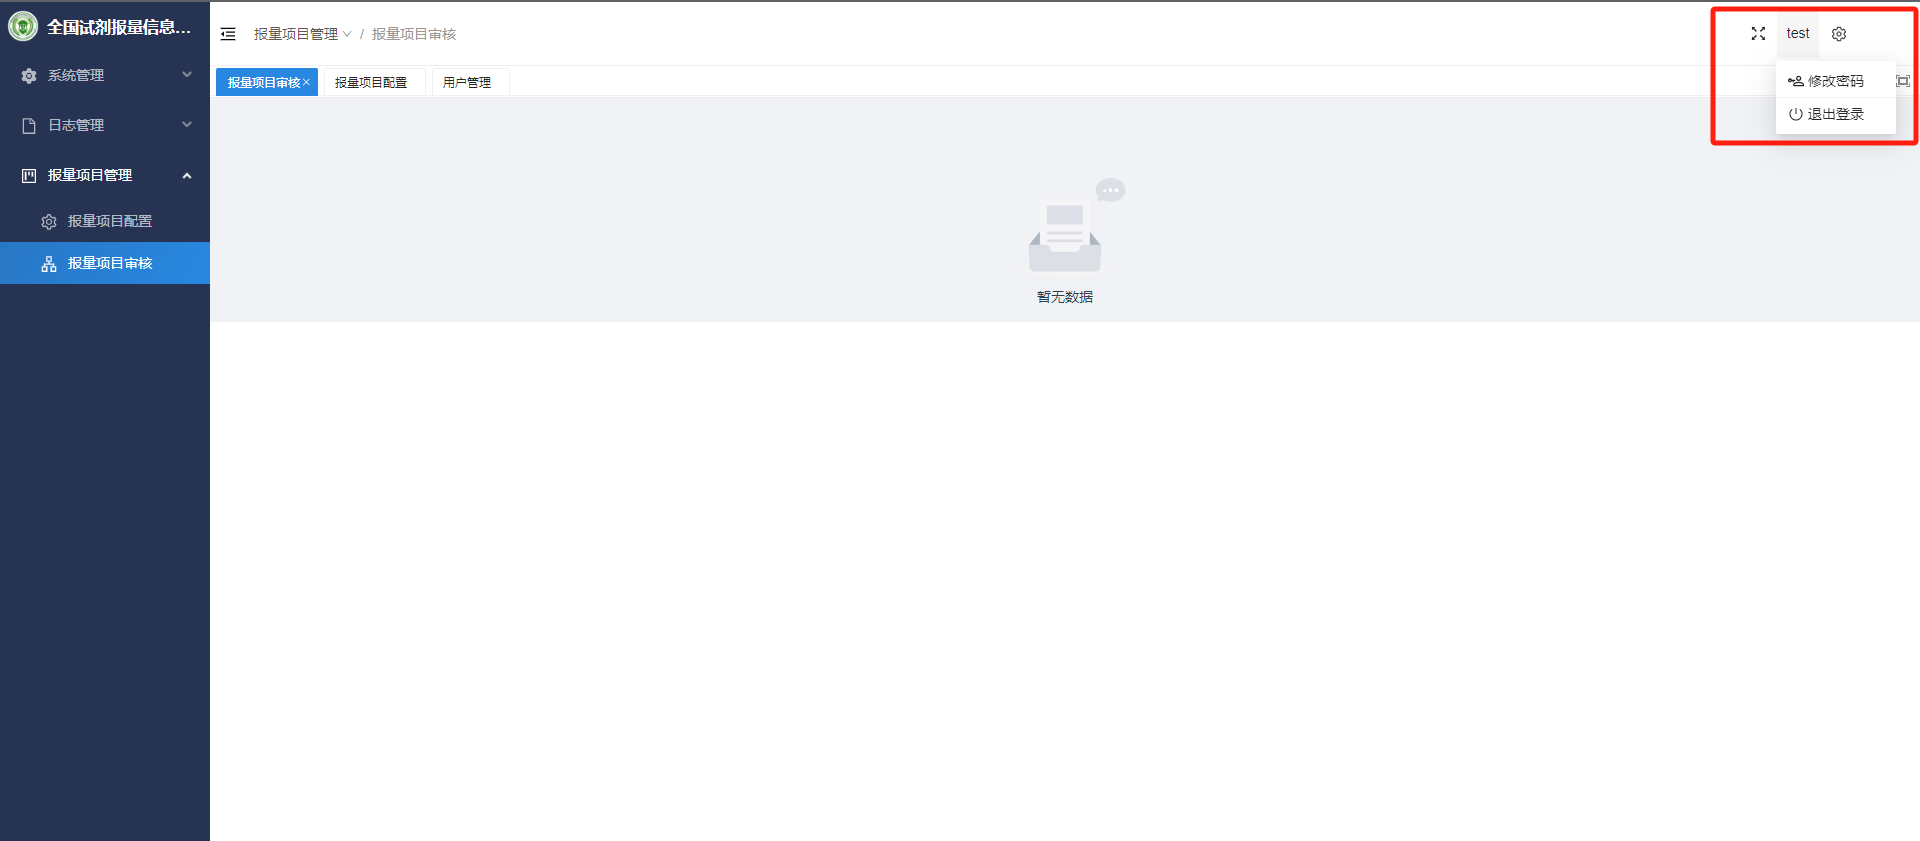 全国试剂报量信息...
系统管理
日志管理
报量项目管理
报量项目配置
报量项目审核
报量项目管理 / 报量项目审核
test
报量项目审核× 报量项目配置 用户管理
修改密码
退出登录
暂无数据